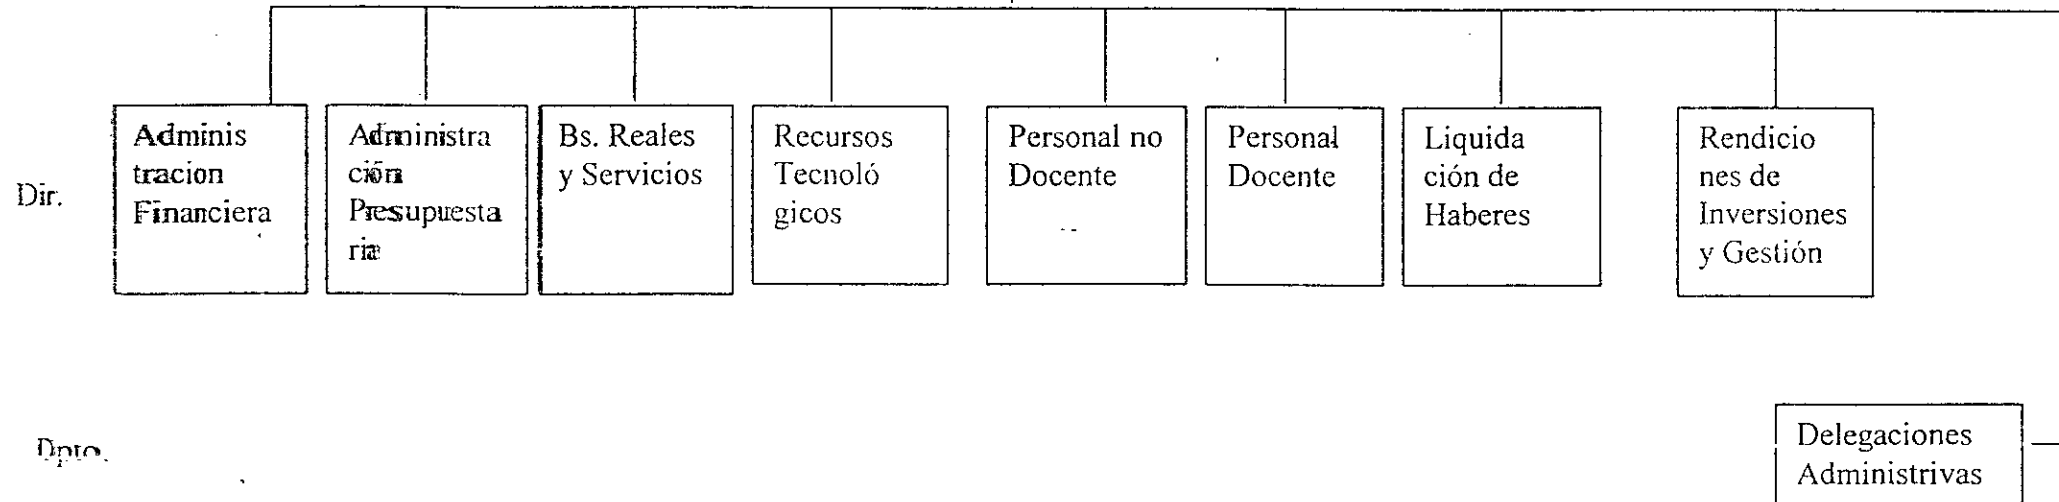 Dir.
Adminis
tracion
Financiera
Administra
ción
Presupuesta
ria
Bs. Reales
y Servicios
Recursos
Tecnoló
gicos
Personal no
Docente
Personal
Docente
Liquida
ción de
Haberes
Rendicio
nes de
Inversiones
y Gestión
Dpto.
Delegaciones
Administrivas